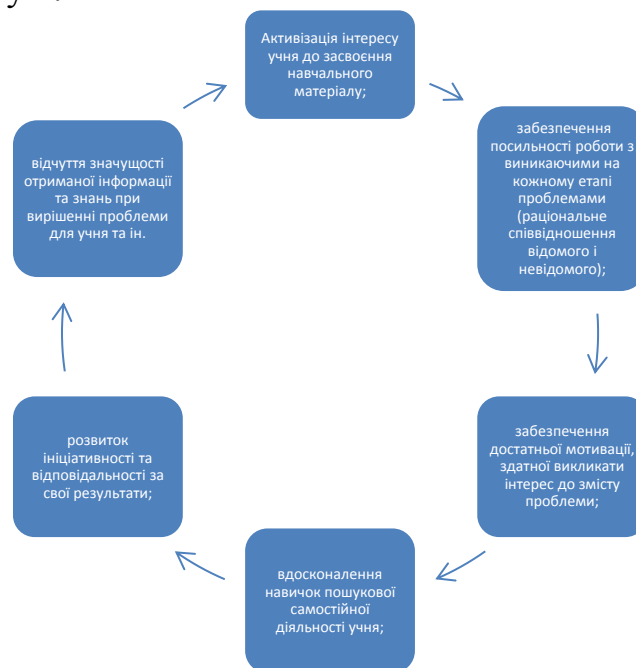 Активізація інтересу
учня до засвоєння
навчального
матеріалу;
забезпечення
посильності роботи з
виникаючими на
кожному етапі
проблемами
(раціональне
співвідношення
відомого і
невідомого);
забезпечення
достатньої мотивації,
здатної викликати
інтерес до змісту
проблеми;
вдосконалення
навичок пошукової
самостійної
діяльності учня;
розвиток
ініціативності та
відповідальності за
свої результати;
відчуття значущості
отриманої інформації
та знань при
вирішенні проблеми
для учня та ін.